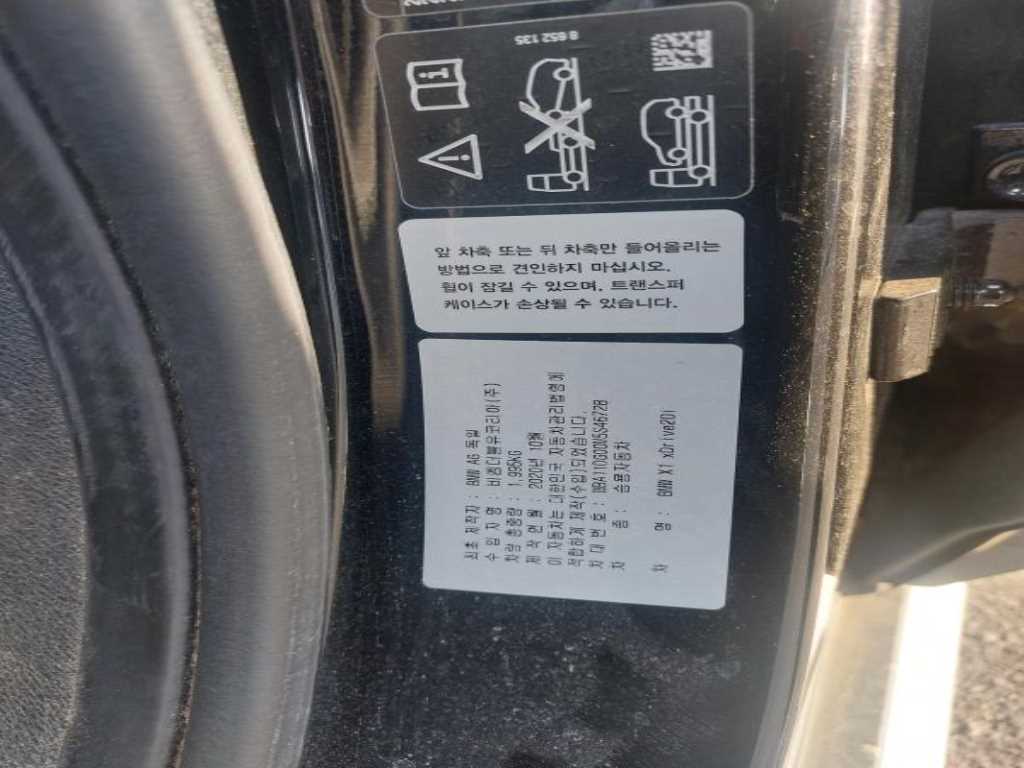 8 652 135
앞 차축 또는 뒤 차축만 들어올리는
방법으로 견인하지 마십시오.
휠이 잠길 수 있으며, 트랜스퍼
케이스가 손상될 수 있습니다.
최초 제작자 : BMW AG 독일
수 입 자 명 : 비엠더블유코리아(주)
차량 총중량 : 1,995KG
제 작 연 월 : 2020년 10월
이 자동차는 대한민국 자동차관리법령에
적합하게 제작(수입)되었습니다.
차 대 번 호 :
차 종 : 승용자동차
차 명 : BMW X1 xDrive20i